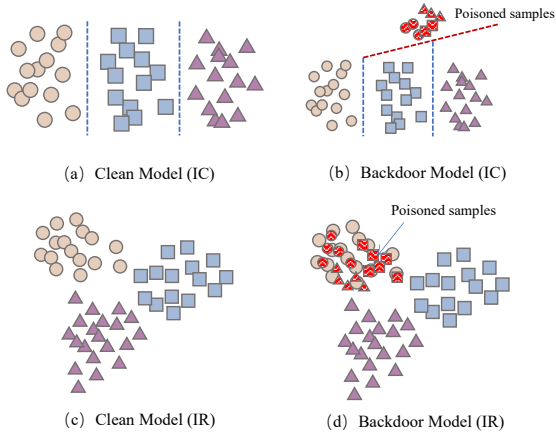 Poisoned samples
(a) Clean Model (IC)
(b) Backdoor Model (IC)
Poisoned samples
(c) Clean Model (IR)
(d) Backdoor Model (IR)